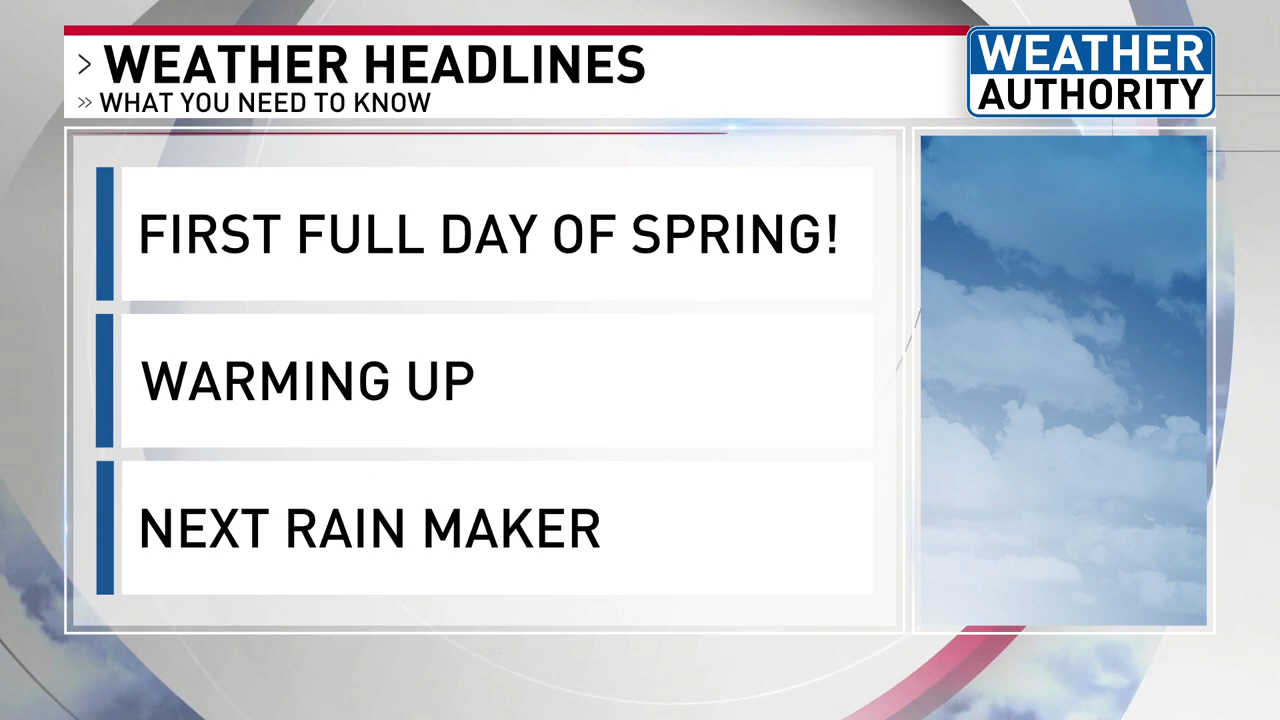 > WEATHER HEADLINES
» WHAT YOU NEED TO KNOW
WEATHER
AUTHORITY
FIRST FULL DAY OF SPRING!
WARMING UP
NEXT RAIN MAKER